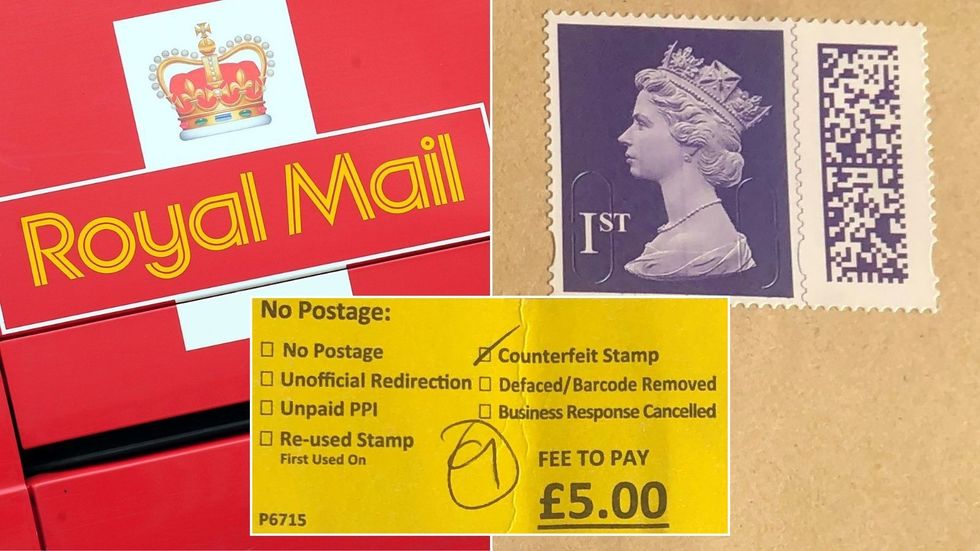 Royal Mail
1ST
No Postage:
☐ No Postage
☐ Unofficial Redirection
☐ Unpaid PPI
☐ Re-used Stamp
First Used On
P6715
☑ Counterfeit Stamp
☐ Defaced/Barcode Removed
☐ Business Response Cancelled
FEE TO PAY
£5.00